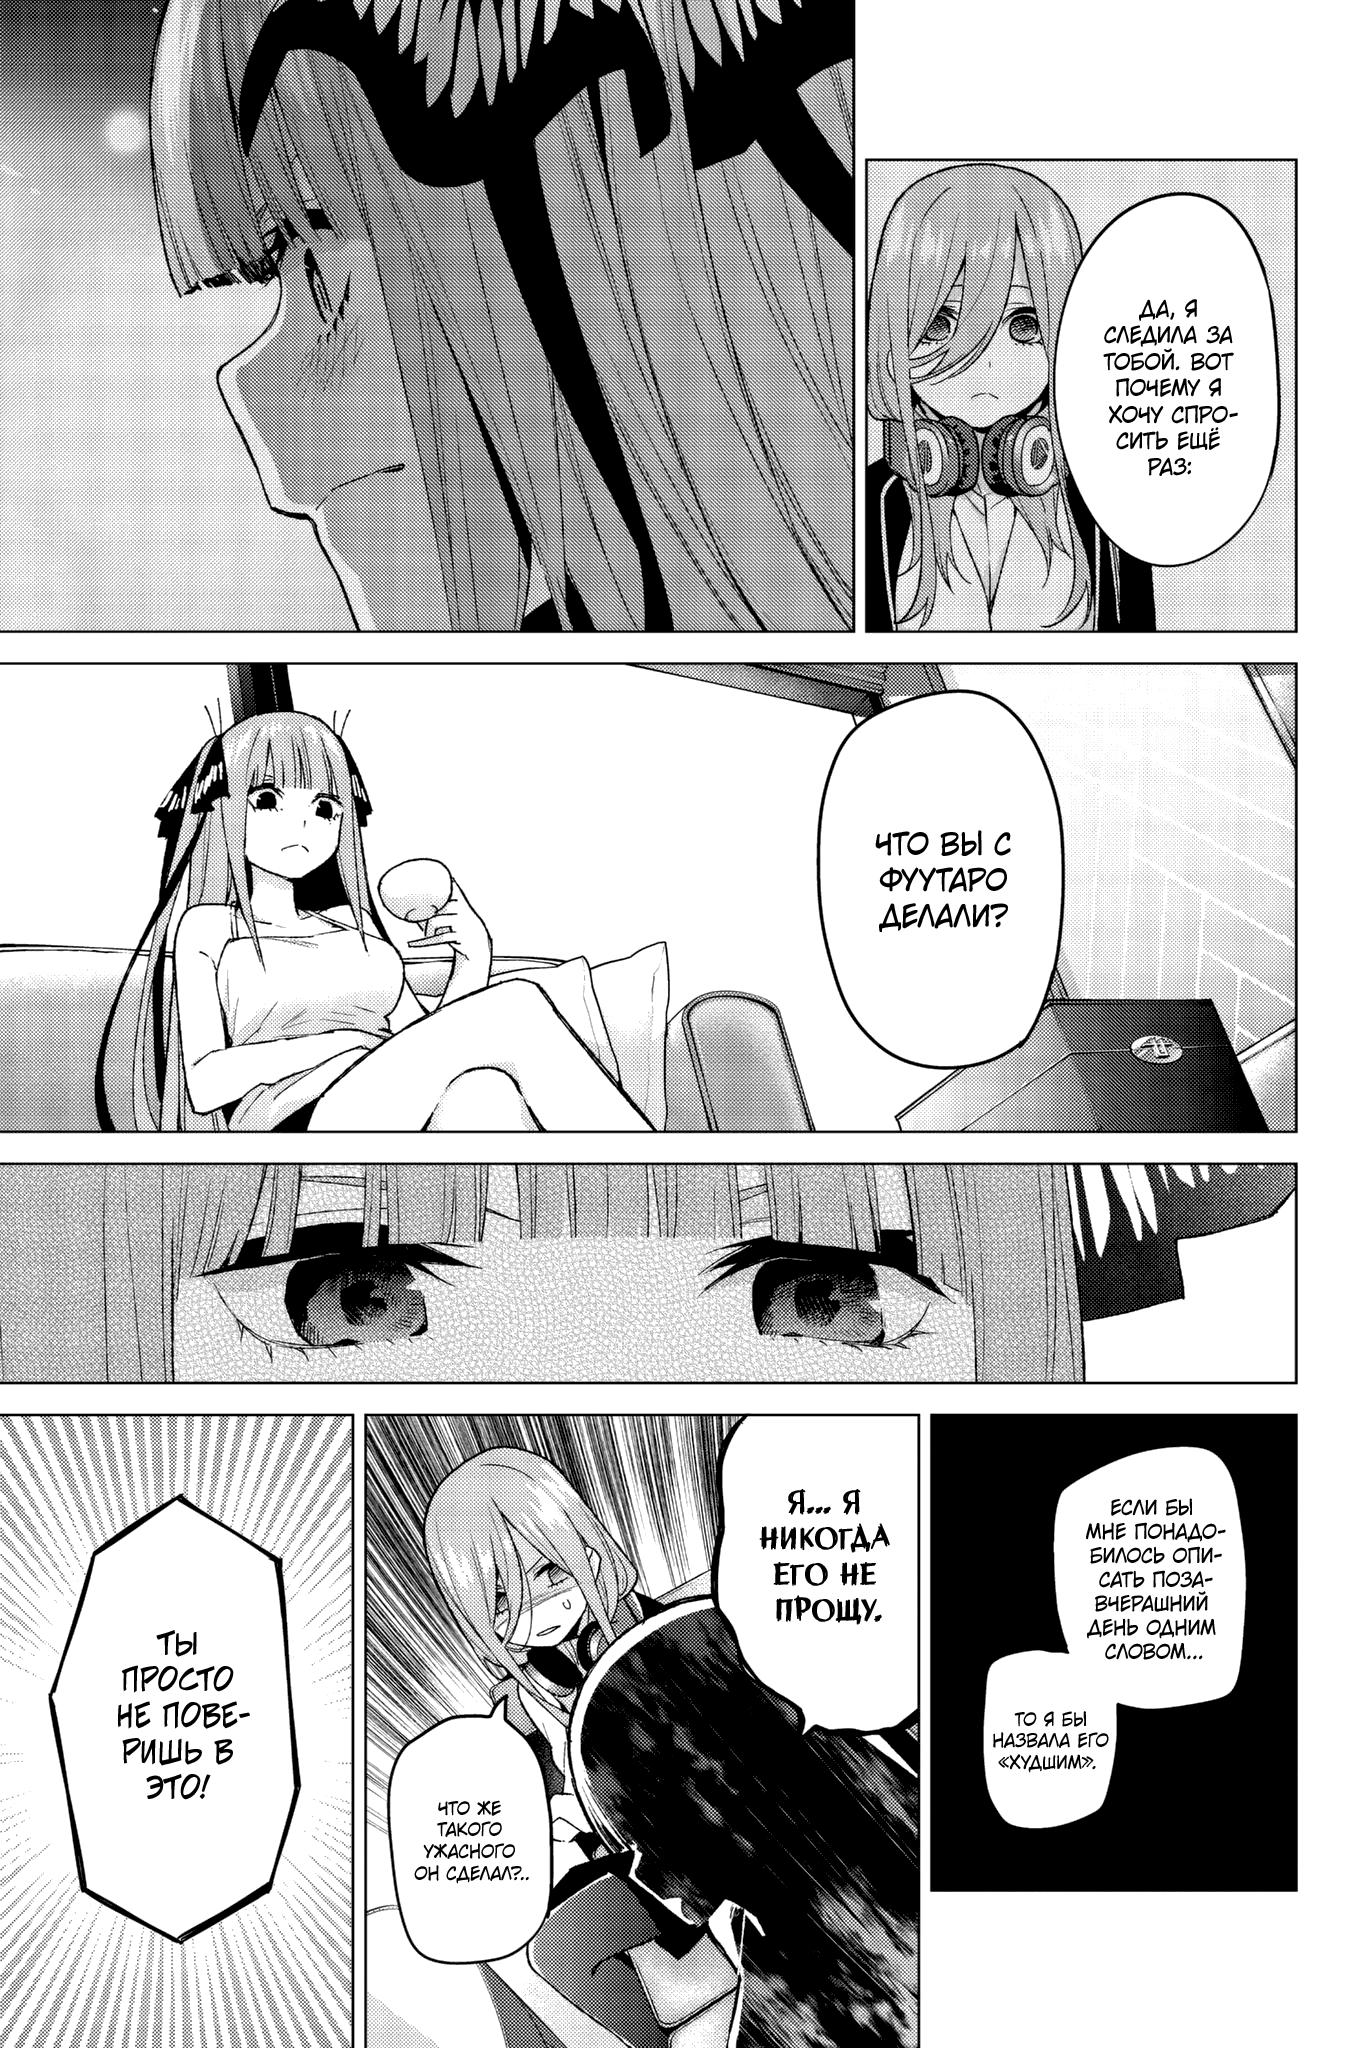 ДА, Я
СЛЕДИЛА ЗА
ТОБОЙ. ВОТ
ПОЧЕМУ Я
ХОЧУ СПРО-
СИТЬ ЕЩЁ
РАЗ:
ЧТО ВЫ С
ФУУТАРО
ДЕЛАЛИ?
ЕСЛИ БЫ
МНЕ ПОНАДО-
БИЛОСЬ ОПИ-
САТЬ ПОЗА-
ВЧЕРАШНИЙ
ДЕНЬ ОДНИМ
СЛОВОМ...
ТО Я БЫ
НАЗВАЛА ЕГО
«ХУДШИМ».
Я... Я
НИКОГДА
ЕГО НЕ
ПРОЩУ.
ЧТО ЖЕ
ТАКОГО
УЖАСНОГО
ОН СДЕЛАЛ?..
ТЫ
ПРОСТО
НЕ ПОВЕ-
РИШЬ В
ЭТО!